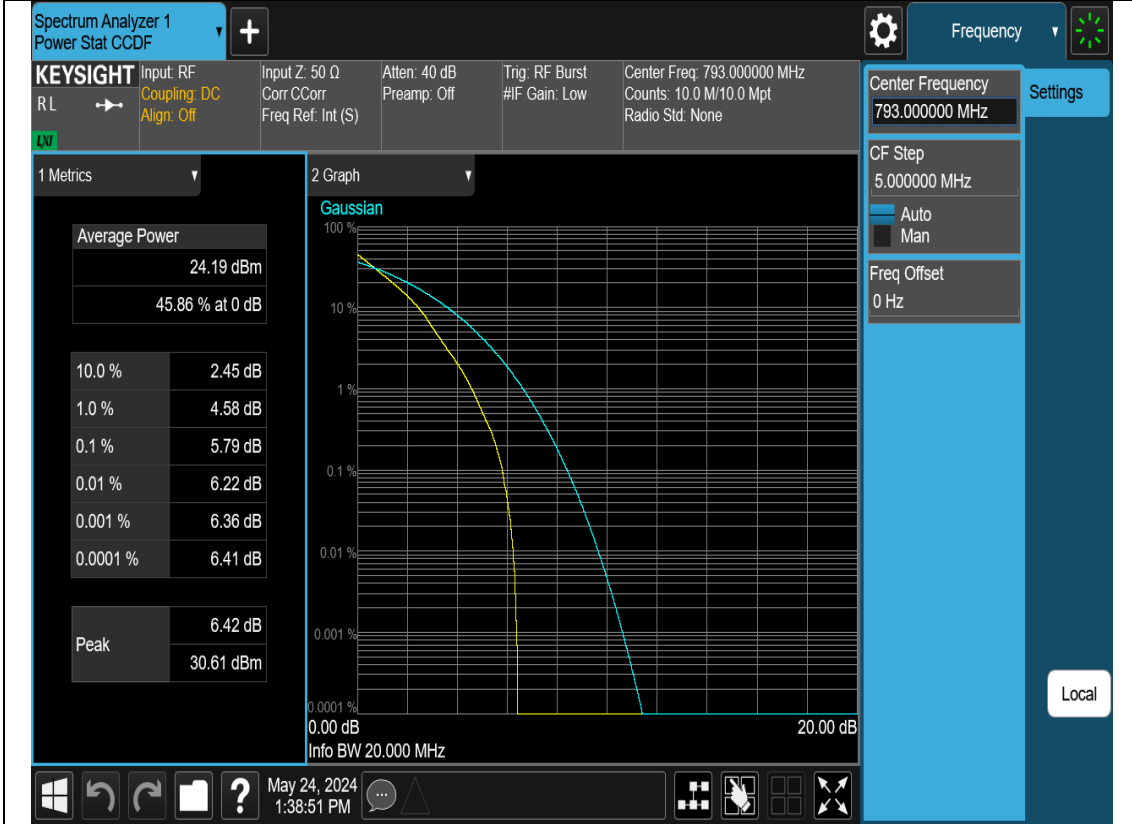 Spectrum Analyzer 1
Power Stat CCDF
+
Frequency
KEYSIGHT
RL
LXI
Input: RF
Coupling: DC
Align: Off
Input Z: 50 Ω
Corr CCorr
Freq Ref: Int (S)
Atten: 40 dB
Preamp: Off
Trig: RF Burst
#IF Gain: Low
Center Freq: 793.000000 MHz
Counts: 10.0 M/10.0 Mpt
Radio Std: None
Center Frequency
793.000000 MHz
Settings
CF Step
5.000000 MHz
Auto
Man
Freq Offset
0 Hz
1 Metrics
Average Power
24.19 dBm
45.86 % at 0 dB
10.0 % 2.45 dB
1.0 % 4.58 dB
0.1 % 5.79 dB
0.01 % 6.22 dB
0.001 % 6.36 dB
0.0001 % 6.41 dB
Peak 6.42 dB
30.61 dBm
2 Graph
Gaussian
100 %
10 %
1 %
0.1 %
0.01 %
0.001 %
0.0001 %
0.00 dB 20.00 dB
Info BW 20.000 MHz
Local
?
May 24, 2024
1:38:51 PM